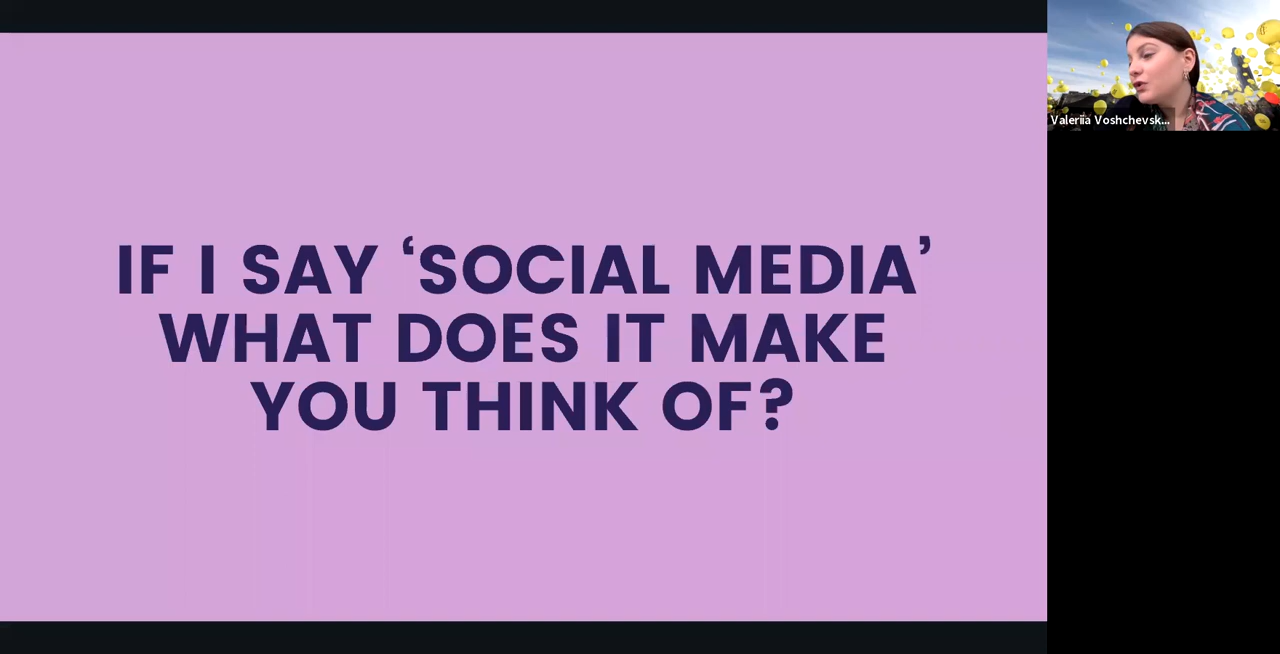 IF I SAY ‘SOCIAL MEDIA’
WHAT DOES IT MAKE
YOU THINK OF?
Valeriia Voshchevsk...